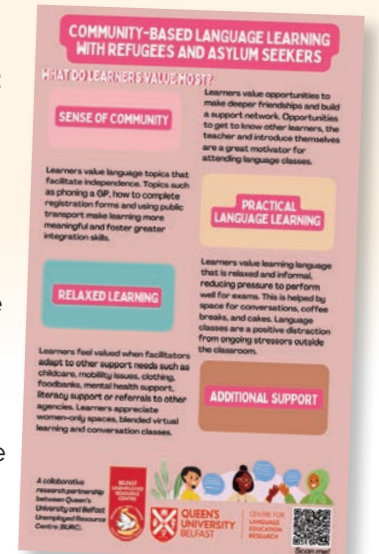 COMMUNITY-BASED LANGUAGE LEARNING
WITH REFUGEES AND ASYLUM SEEKERS
WHAT DO LEARNERS VALUE MOST?
SENSE OF COMMUNITY
Learners value opportunities to
make deeper friendships and build
a support network. Opportunities
to get to know other learners, the
teacher and introduce themselves
are a great motivator for
attending language classes.
Learners value language topics that
facilitate independence. Topics such
as phoning a GP, how to complete
registration forms and using public
transport make learning more
meaningful and foster greater
integration skills.
PRACTICAL
LANGUAGE LEARNING
RELAXED LEARNING
Learners value learning language
that is relaxed and informal,
reducing pressure to perform
well for exams. This is helped by
space for conversations, coffee
breaks, and cakes. Language
classes are a positive distraction
from ongoing stressors outside
the classroom.
Learners feel valued when facilitators
adapt to other support needs such as
childcare, mobility issues, clothing,
foodbanks, mental health support,
literacy support or referrals to other
agencies. Learners appreciate
women-only spaces, blended virtual
learning and conversation classes.
ADDITIONAL SUPPORT
A collaborative
research partnership
between Queen's
University and Belfast
Unemployed Resource
Centre (BURC).
BELFAST
UNEMPLOYED
RESOURCE
CENTRE
QUEEN'S
UNIVERSITY
BELFAST
CENTRE FOR
LANGUAGE
EDUCATION
RESEARCH
Scan me!